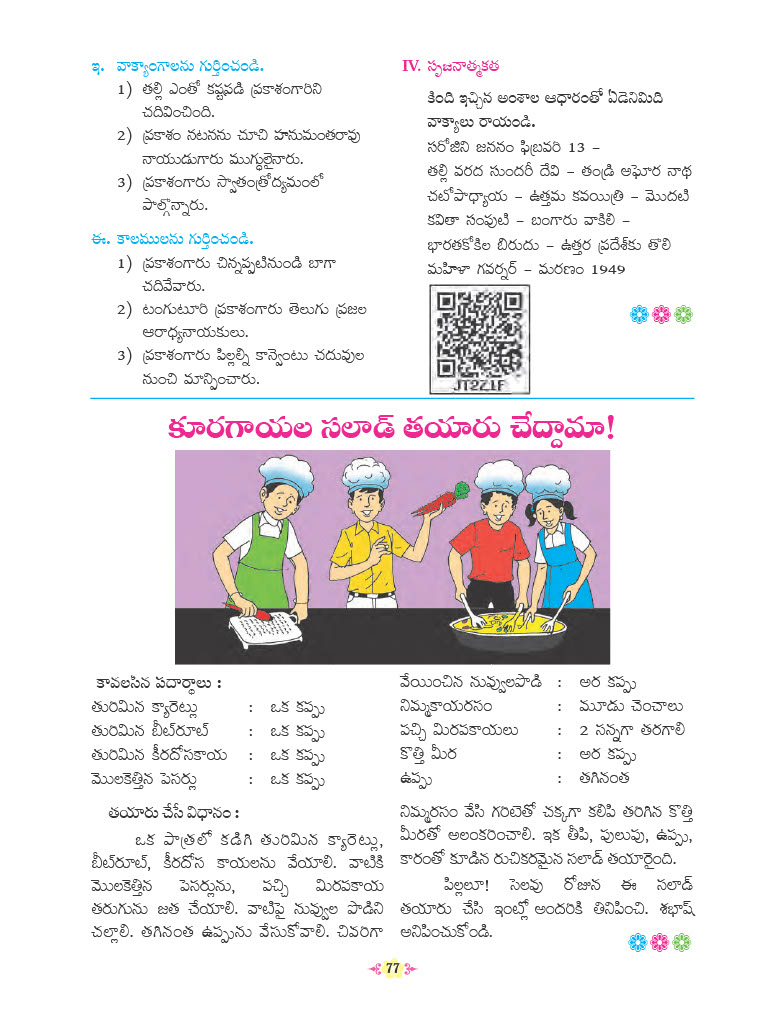 ఇ. వాక్యాంగాలను గుర్తించండి.
1) తల్లి ఎంతో కష్టపడి ప్రకాశంగారిని
చదివించింది.
2) ప్రకాశం నటనను చూచి హనుమంతరావు
నాయుడుగారు ముగ్ధులైనారు.
3) ప్రకాశంగారు స్వాతంత్రోద్యమంలో
పాల్గొన్నారు.
ఈ. కాలములను గుర్తించండి.
1) ప్రకాశంగారు చిన్నప్పటినుండి బాగా
చదివేవారు.
2) టంగుటూరి ప్రకాశంగారు తెలుగు ప్రజల
ఆరాధ్యనాయకులు.
3) ప్రకాశంగారు పిల్లల్ని కాన్వెంటు చదువుల
నుంచి మాన్పించారు.
IV. సృజనాత్మకత
కింది ఇచ్చిన అంశాల ఆధారంతో ఏడెనిమిది
వాక్యాలు రాయండి.
సరోజిని జననం ఫిబ్రవరి 13 –
తల్లి వరద సుందరీ దేవి – తండ్రి అఘోర నాథ
చటోపాధ్యాయ – ఉత్తమ కవయిత్రి – మొదటి
కవితా సంపుటి – బంగారు వాకిలి –
భారతకోకిల బిరుదు – ఉత్తర ప్రదేశ్‌కు తొలి
మహిళా గవర్నర్ – మరణం 1949
JT2Z1F
కూరగాయల సలాడ్ తయారు చేద్దామా!
కావలసిన పదార్థాలు :
తురిమిన క్యారెట్లు : ఒక కప్పు
తురిమిన బీట్‌రూట్ : ఒక కప్పు
తురిమిన కీరదోసకాయ : ఒక కప్పు
మొలకెత్తిన పెసర్లు : ఒక కప్పు
వేయించిన నువ్వులపొడి : అర కప్పు
నిమ్మకాయరసం : మూడు చెంచాలు
పచ్చి మిరపకాయలు : 2 సన్నగా తరగాలి
కొత్తి మీర : అర కప్పు
ఉప్పు : తగినంత
తయారు చేసే విధానం :
ఒక పాత్రలో కడిగి తురిమిన క్యారెట్లు,
బీట్‌రూట్, కీరదోస కాయలను వేయాలి. వాటికి
మొలకెత్తిన పెసర్లును, పచ్చి మిరపకాయ
తరుగును జత చేయాలి. వాటిపై నువ్వుల పొడిని
చల్లాలి. తగినంత ఉప్పును వేసుకోవాలి. చివరిగా
నిమ్మరసం వేసి గరిటెతో చక్కగా కలిపి తరిగిన కొత్తి
మీరతో అలంకరించాలి. ఇక తీపి, పులుపు, ఉప్పు,
కారంతో కూడిన రుచికరమైన సలాడ్ తయారైంది.
పిల్లలూ! సెలవు రోజున ఈ సలాడ్
తయారు చేసి ఇంట్లో అందరికి తినిపించి. శభాష్
అనిపించుకోండి.
77